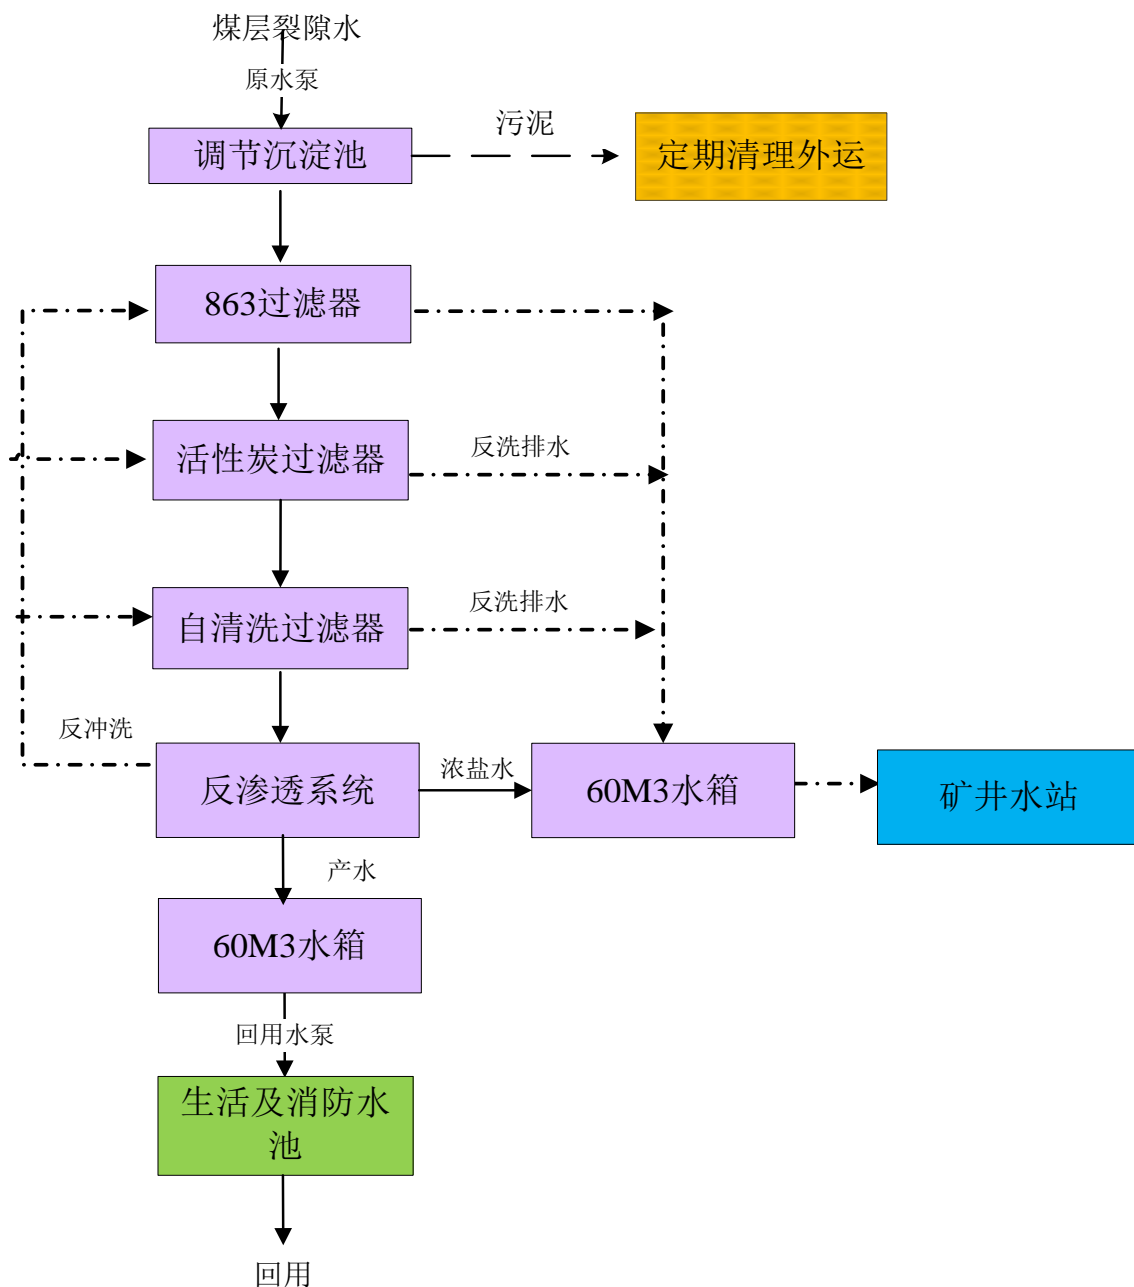 煤层裂隙水
原水泵
污泥
调节沉淀池
定期清理外运
863过滤器
活性炭过滤器
反洗排水
自清洗过滤器
反洗排水
反冲洗
反渗透系统
浓盐水
60M3水箱
矿井水站
产水
60M3水箱
回用水泵
生活及消防水
池
回用